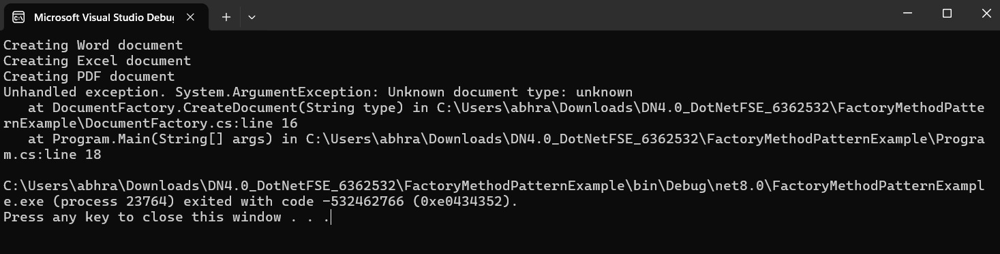 Microsoft Visual Studio Debug
Creating Word document
Creating Excel document
Creating PDF document
Unhandled exception. System.ArgumentException: Unknown document type: unknown
   at DocumentFactory.CreateDocument(String type) in C:\Users\abhra\Downloads\DN4.0_DotNetFSE_6362532\FactoryMethodPatte
rnExample\DocumentFactory.cs:line 16
   at Program.Main(String[] args) in C:\Users\abhra\Downloads\DN4.0_DotNetFSE_6362532\FactoryMethodPatternExample\Progra
m.cs:line 18
C:\Users\abhra\Downloads\DN4.0_DotNetFSE_6362532\FactoryMethodPatternExample\bin\Debug\net8.0\FactoryMethodPatternExampl
e.exe (process 23764) exited with code -532462766 (0xe0434352).
Press any key to close this window . . .